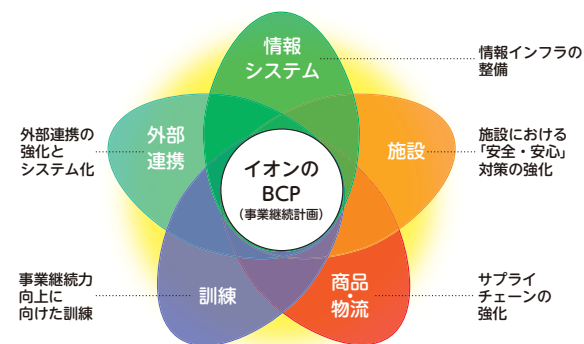 情報
システム
情報インフラの
整備
外部連携の
強化と
システム化
外部
連携
施設
施設における
「安全・安心」
対策の強化
イオンの
BCP
（事業継続計画）
事業継続力
向上に
向けた訓練
訓練
商品・
物流
サプライ
チェーンの
強化